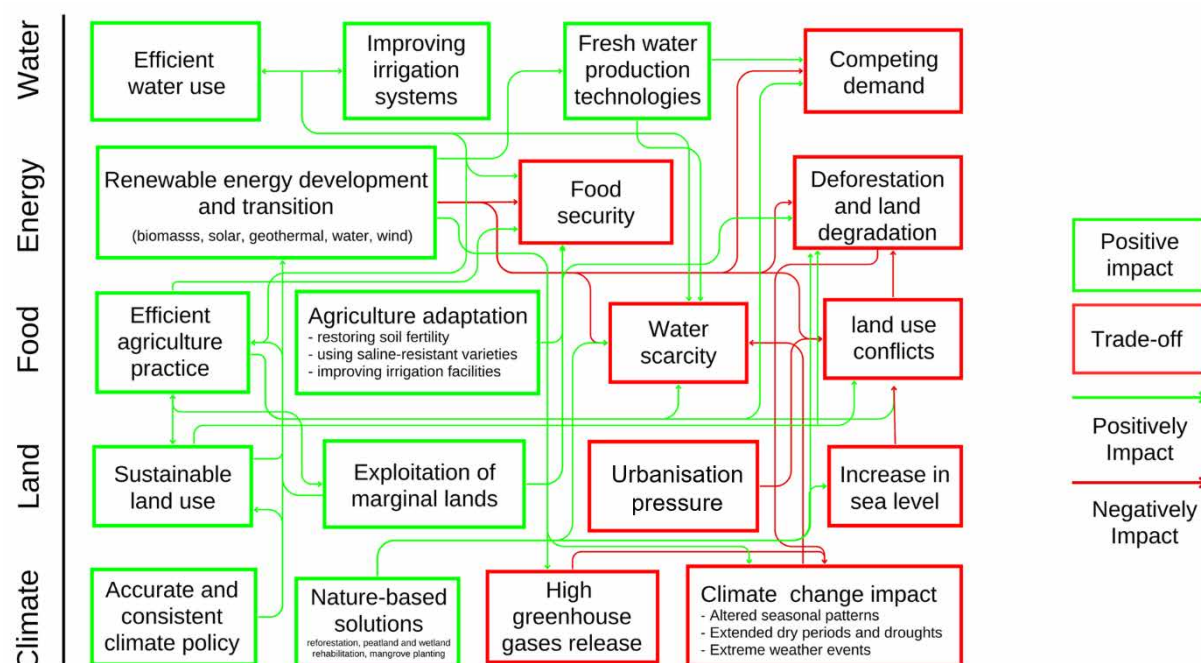 Water
Efficient
water use
Improving
irrigation
systems
Fresh water
production
technologies
Competing
demand
Energy
Renewable energy development
and transition
(biomasss, solar, geothermal, water, wind)
Food
security
Deforestation
and land
degradation
Food
Efficient
agriculture
practice
Agriculture adaptation
- restoring soil fertility
- using saline-resistant varieties
- improving irrigation facilities
Water
scarcity
land use
conflicts
Land
Sustainable
land use
Exploitation of
marginal lands
Urbanisation
pressure
Increase in
sea level
Climate
Accurate and
consistent
climate policy
Nature-based
solutions
reforestation, peatland and wetland
rehabilitation, mangrove planting
High
greenhouse
gases release
Climate change impact
- Altered seasonal patterns
- Extended dry periods and droughts
- Extreme weather events
Positive
impact
Trade-off
Positively
Impact
Negatively
Impact